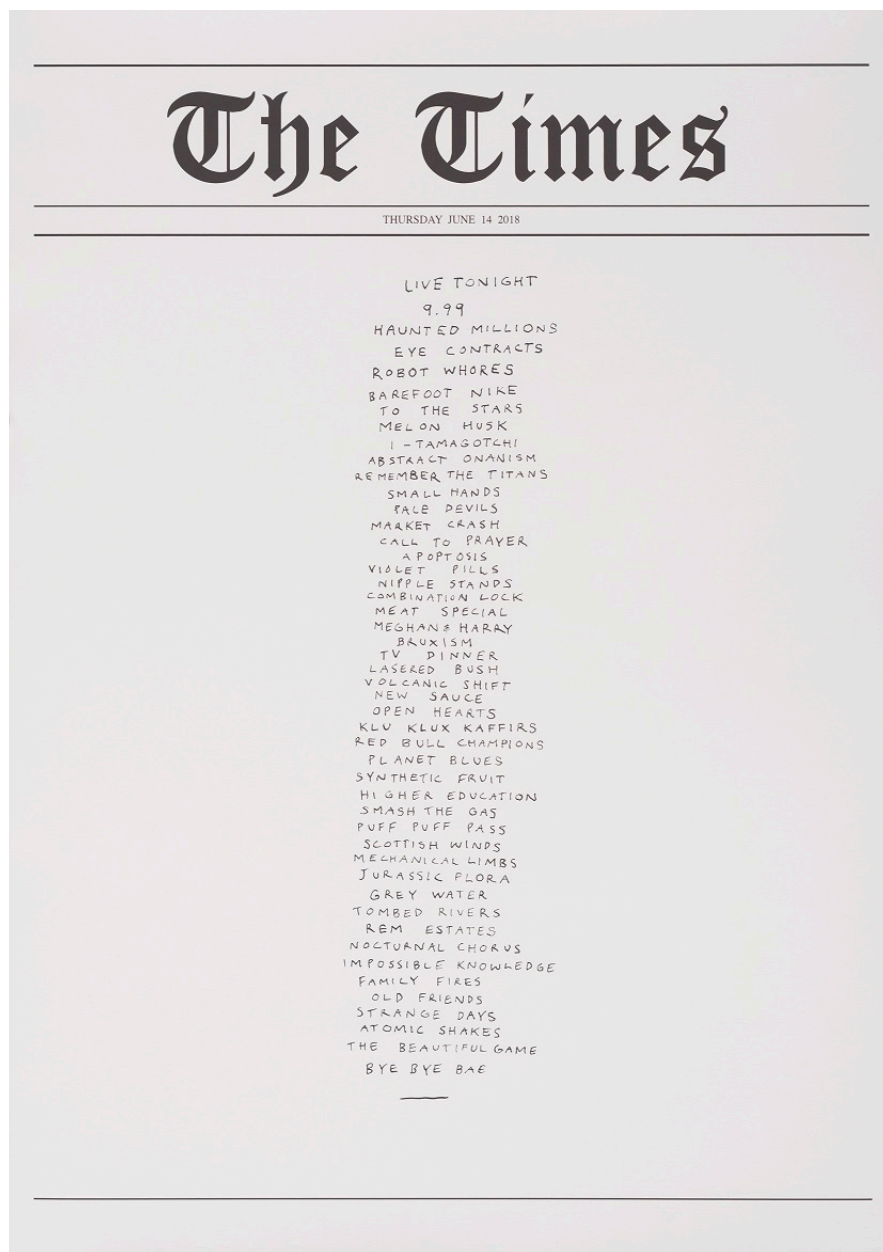 The Times
THURSDAY JUNE 14 2018
LIVE TONIGHT
9.99
HAUNTED MILLIONS
EYE CONTRACTS
ROBOT WHORES
BAREFOOT NIKE
TO THE STARS
MELON HUSK
I-TAMAGOTCHI
ABSTRACT ONANISM
REMEMBER THE TITANS
SMALL HANDS
PALE DEVILS
MARKET CRASH
CALL TO PRAYER
APOPTOSIS
VIOLET PILLS
NIPPLE STANDS
COMBINATION LOCK
MEAT SPECIAL
MEGHAN & HARRY
BRUXISM
TV DINNER
LASERED BUSH
VOLCANIC SHIFT
NEW SAUCE
OPEN HEARTS
KLU KLUX KAFFIRS
RED BULL CHAMPIONS
PLANET BLUES
SYNTHETIC FRUIT
HIGHER EDUCATION
SMASH THE GAS
PUFF PUFF PASS
SCOTTISH WINDS
MECHANICAL LIMBS
JURASSIC FLORA
GREY WATER
TOMBED RIVERS
REM ESTATES
NOCTURNAL CHORUS
IMPOSSIBLE KNOWLEDGE
FAMILY FIRES
OLD FRIENDS
STRANGE DAYS
ATOMIC SHAKES
THE BEAUTIFUL GAME
BYE BYE BAE